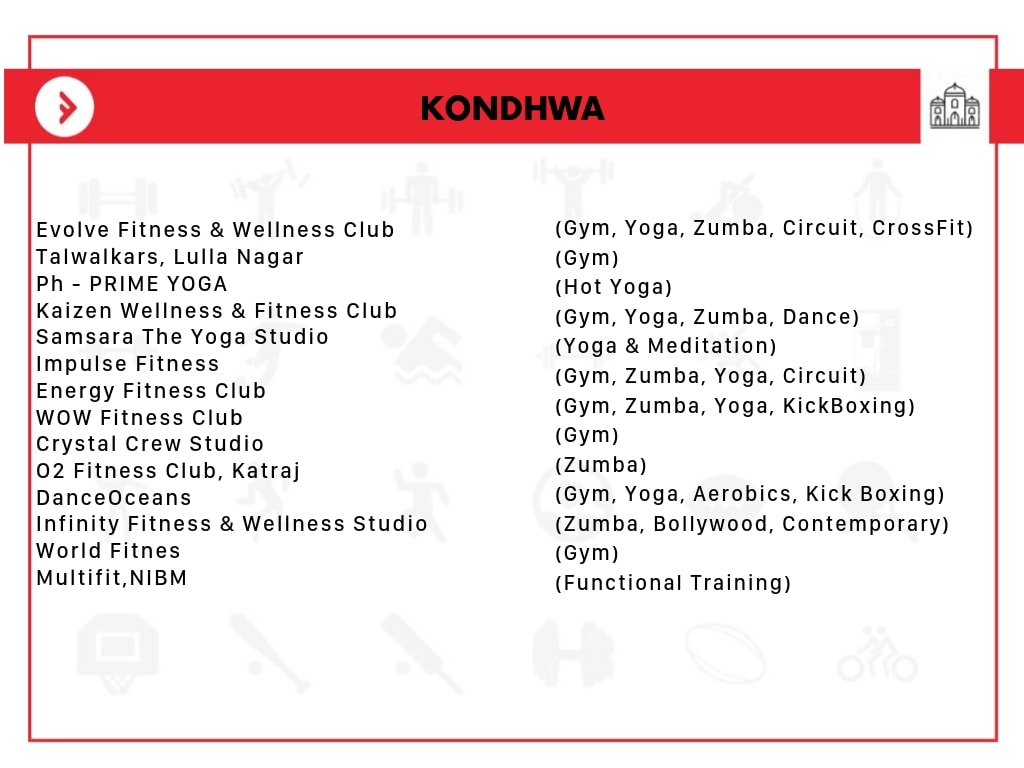 KONDHWA
Evolve Fitness & Wellness Club
Talwalkars, Lulla Nagar
Ph - PRIME YOGA
Kaizen Wellness & Fitness Club
Samsara The Yoga Studio
Impulse Fitness
Energy Fitness Club
WOW Fitness Club
Crystal Crew Studio
O2 Fitness Club, Katraj
DanceOceans
Infinity Fitness & Wellness Studio
World Fitnes
Multifit,NIBM
(Gym, Yoga, Zumba, Circuit, CrossFit)
(Gym)
(Hot Yoga)
(Gym, Yoga, Zumba, Dance)
(Yoga & Meditation)
(Gym, Zumba, Yoga, Circuit)
(Gym, Zumba, Yoga, KickBoxing)
(Gym)
(Zumba)
(Gym, Yoga, Aerobics, Kick Boxing)
(Zumba, Bollywood, Contemporary)
(Gym)
(Functional Training)